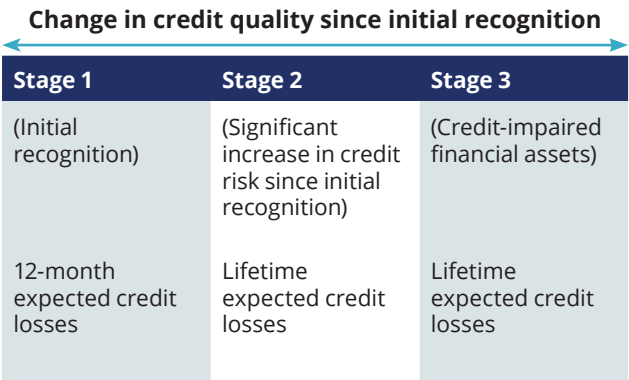 Change in credit quality since initial recognition
Stage 1
Stage 2
Stage 3
(Initial
recognition)
(Significant
increase in credit
risk since initial
recognition)
(Credit-impaired
financial assets)
12-month
expected credit
losses
Lifetime
expected credit
losses
Lifetime
expected credit
losses